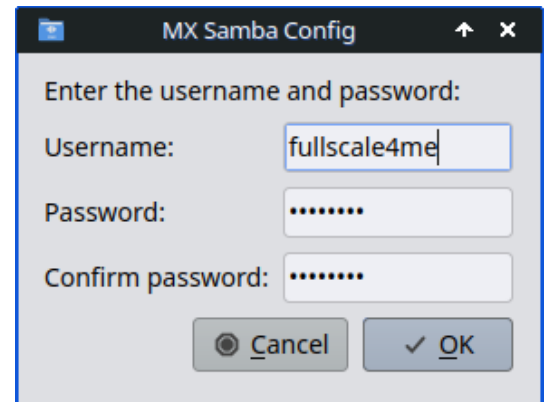 MX Samba Config
Enter the username and password:
Username: fullscale4me
Password: ••••••••
Confirm password: ••••••••
Cancel OK